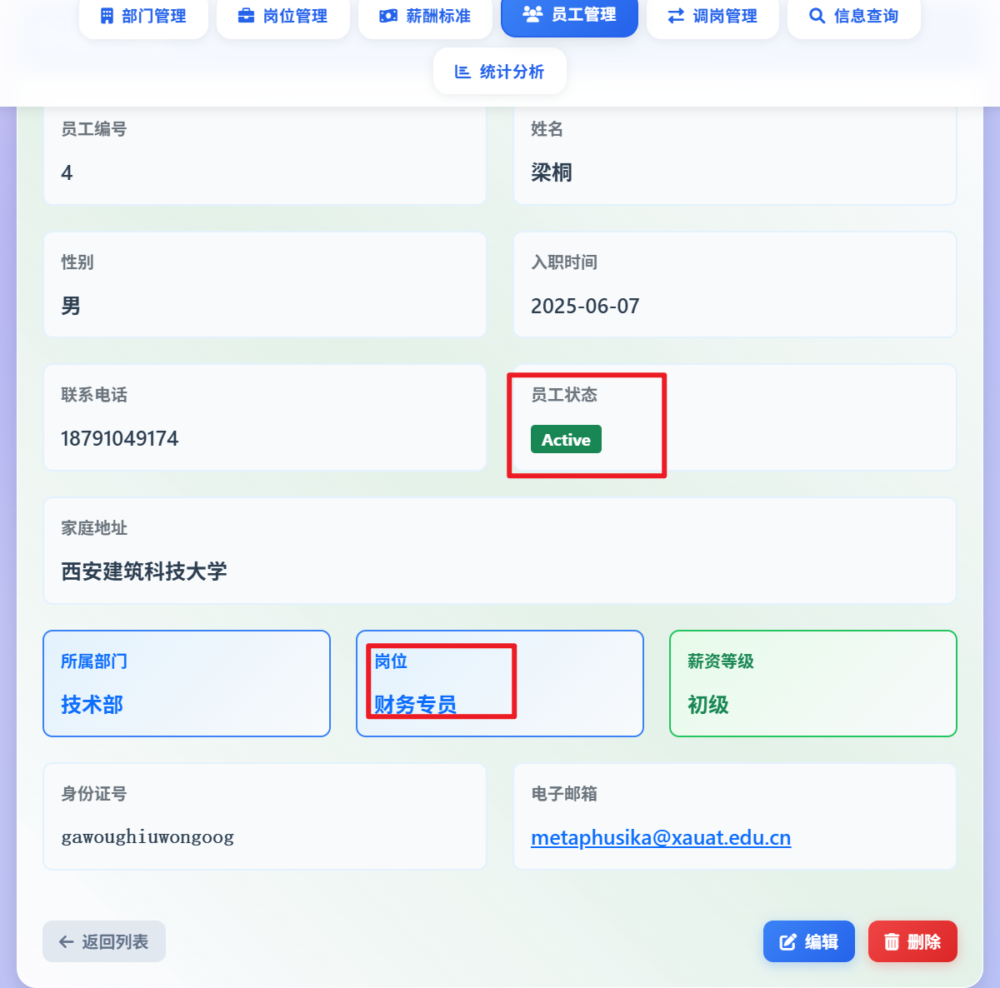 部门管理
岗位管理
薪酬标准
员工管理
调岗管理
信息查询
统计分析
员工编号
4
姓名
梁桐
性别
男
入职时间
2025-06-07
联系电话
18791049174
员工状态
Active
家庭地址
西安建筑科技大学
所属部门
技术部
岗位
财务专员
薪资等级
初级
身份证号
gawoughiuwongoog
电子邮箱
metaphusika@xauat.edu.cn
返回列表
编辑
删除